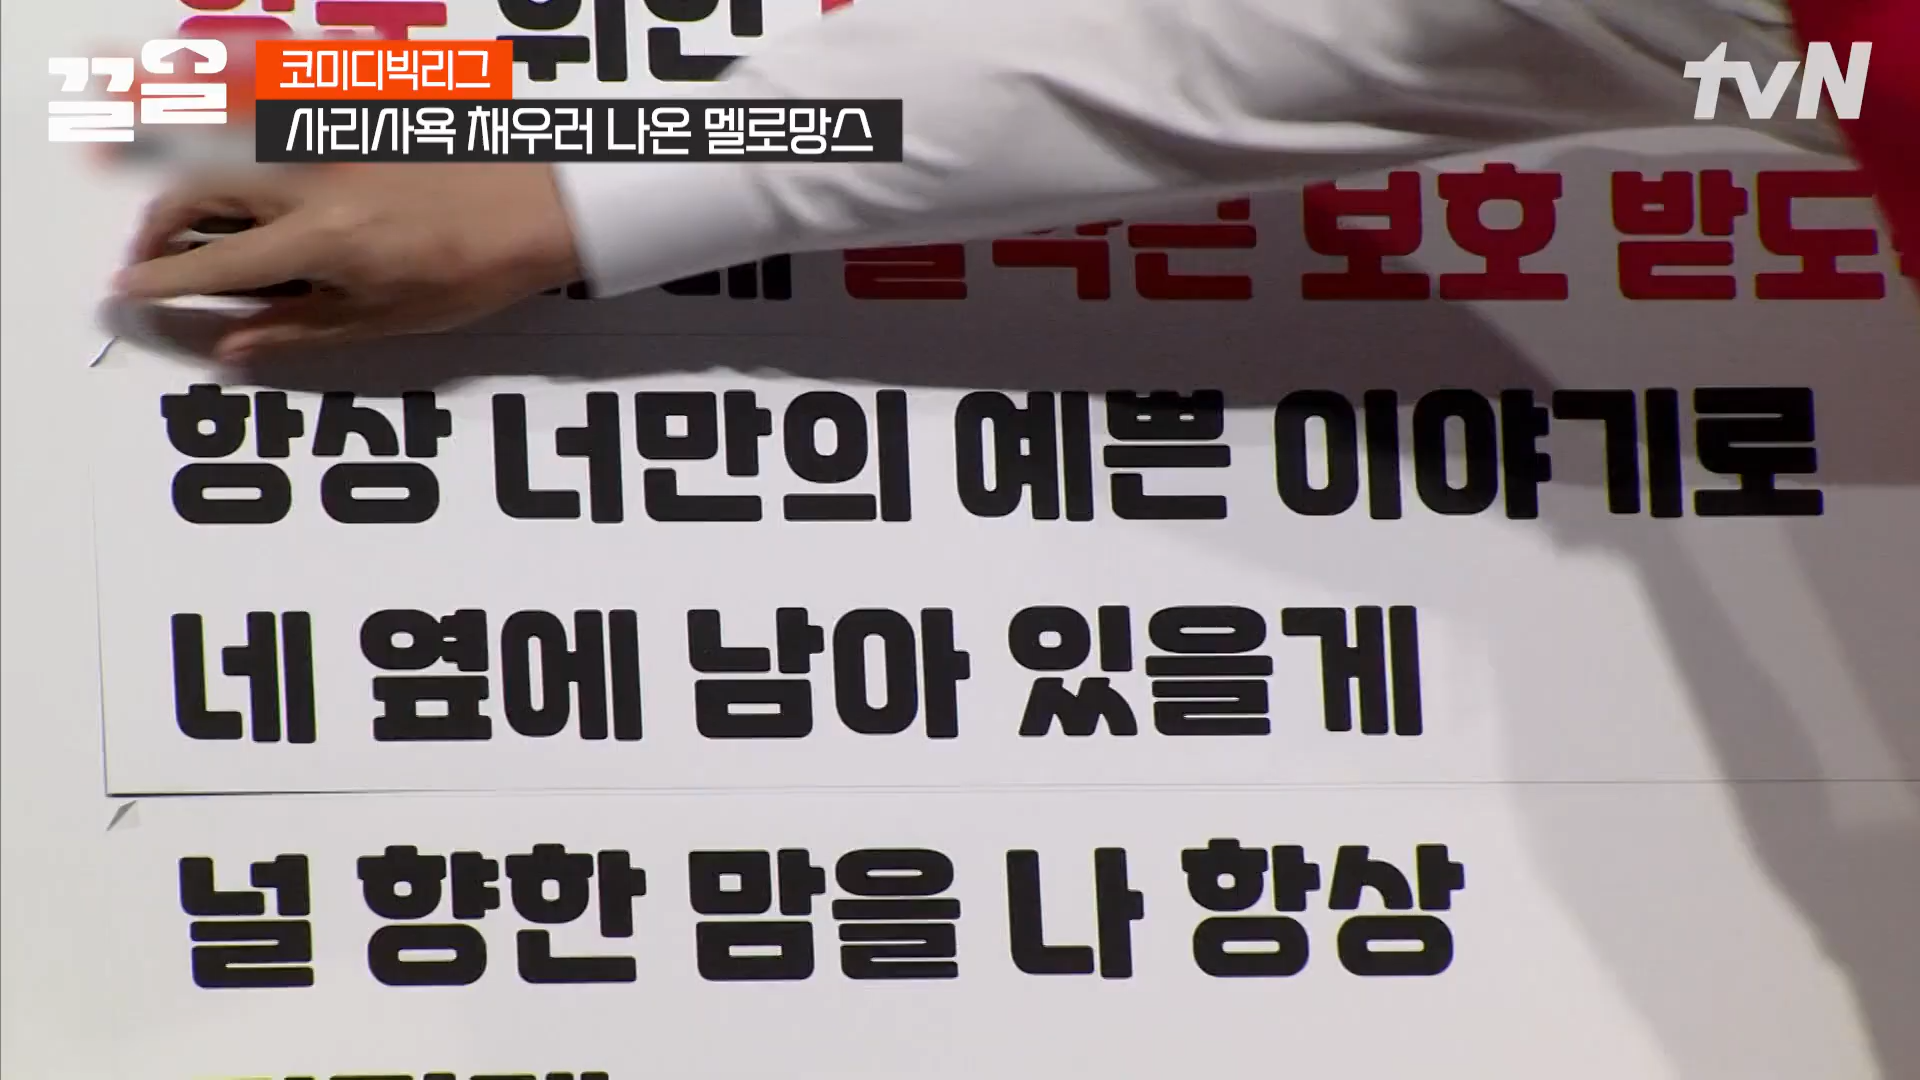 끌올
코미디빅리그
tvN
사리사욕 채우러 나온 멜로망스
위한
보호 받도
항상 너만의 예쁜 이야기로
네 옆에 남아 있을게
널 향한 맘을 나 항상